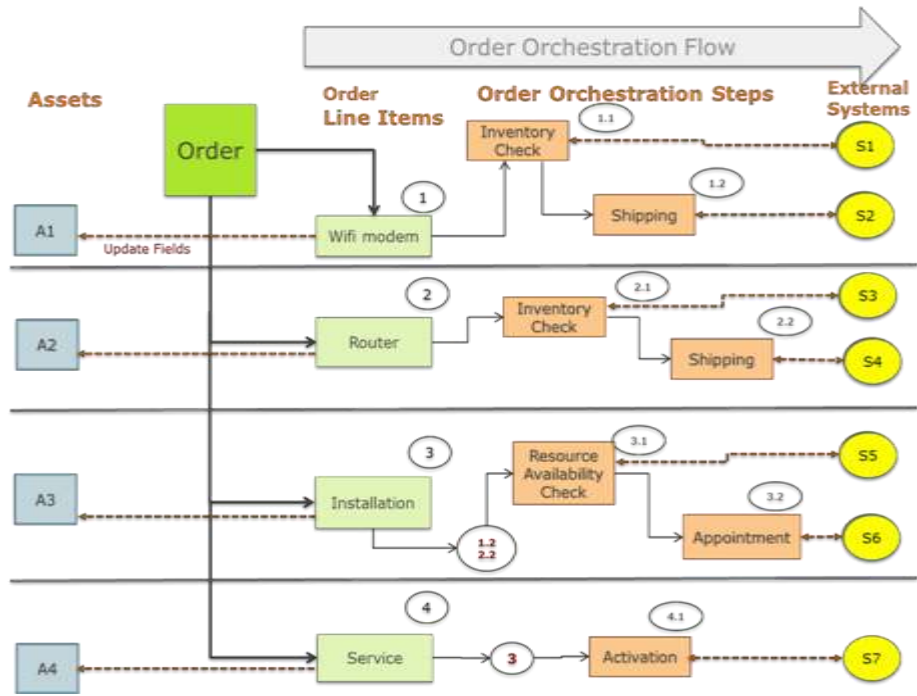 Order Orchestration Flow
Assets
Order
Line Items
Order Orchestration Steps
External
Systems
Order
1
Inventory
Check
1.1
S1
1.2
A1
Update Fields
Wifi modem
Shipping
S2
2
2.1
S3
A2
Router
Inventory
Check
2.2
Shipping
S4
3
3.1
S5
A3
Installation
Resource
Availability
Check
3.2
1.2
2.2
Appointment
S6
4
4.1
A4
Service
3
Activation
S7